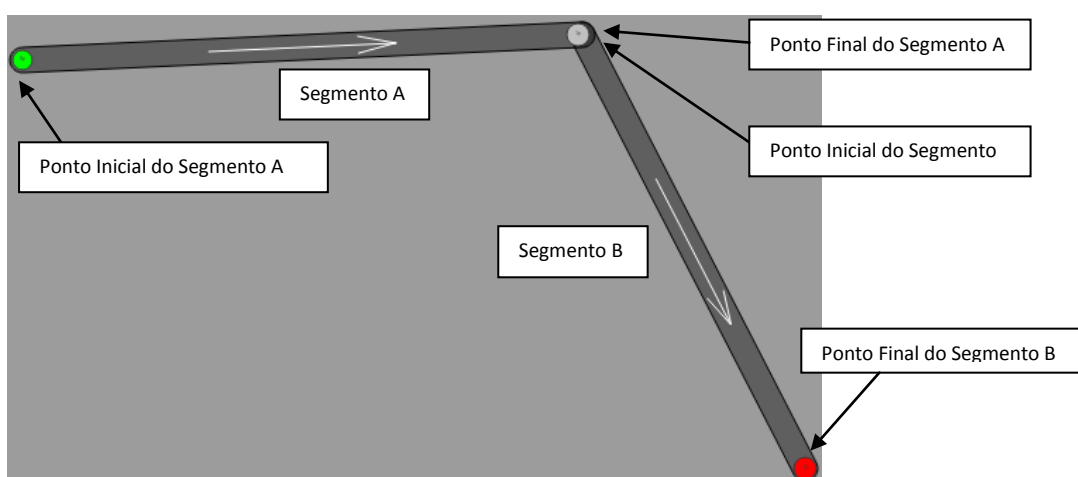 Ponto Final do Segmento A
Segmento A
Ponto Inicial do Segmento
Ponto Inicial do Segmento A
Segmento B
Ponto Final do Segmento B